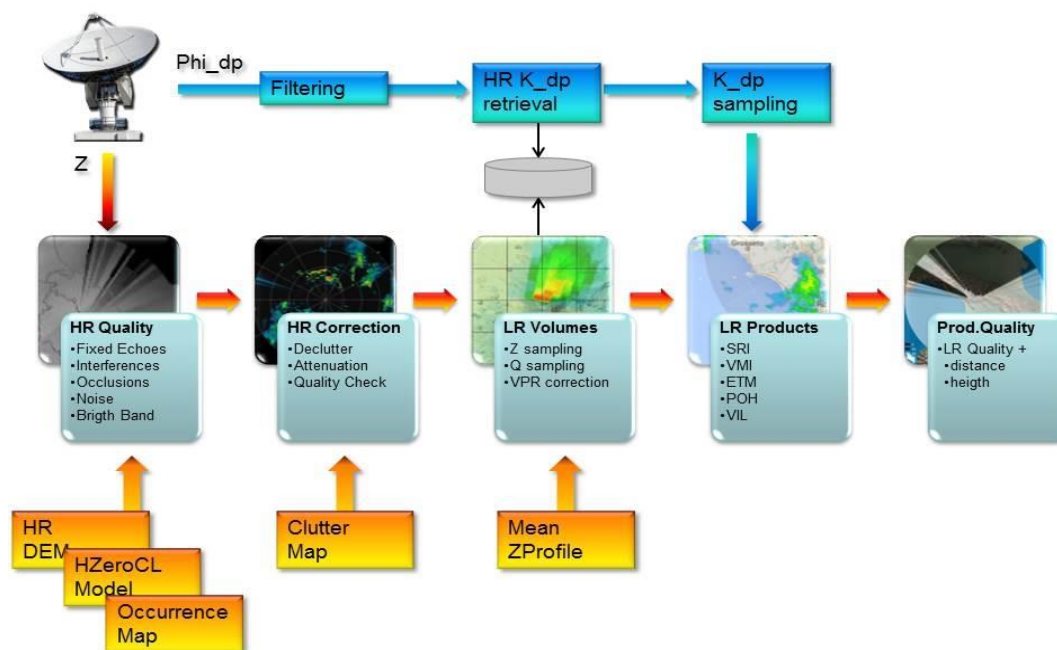 Phi_dp
Filtering
HR K_dp
retrieval
K_dp
sampling
Z
Grosseto
HR Quality
▪Fixed Echoes
▪Interferences
▪Occlusions
▪Noise
▪Brigth Band
HR Correction
▪Declutter
▪Attenuation
▪Quality Check
LR Volumes
▪Z sampling
▪Q sampling
▪VPR correction
LR Products
▪SRI
▪VMI
▪ETM
▪POH
▪VIL
Prod.Quality
▪LR Quality +
▪distance
▪heigth
HR
DEM
HZeroCL
Model
Occurrence
Map
Clutter
Map
Mean
ZProfile